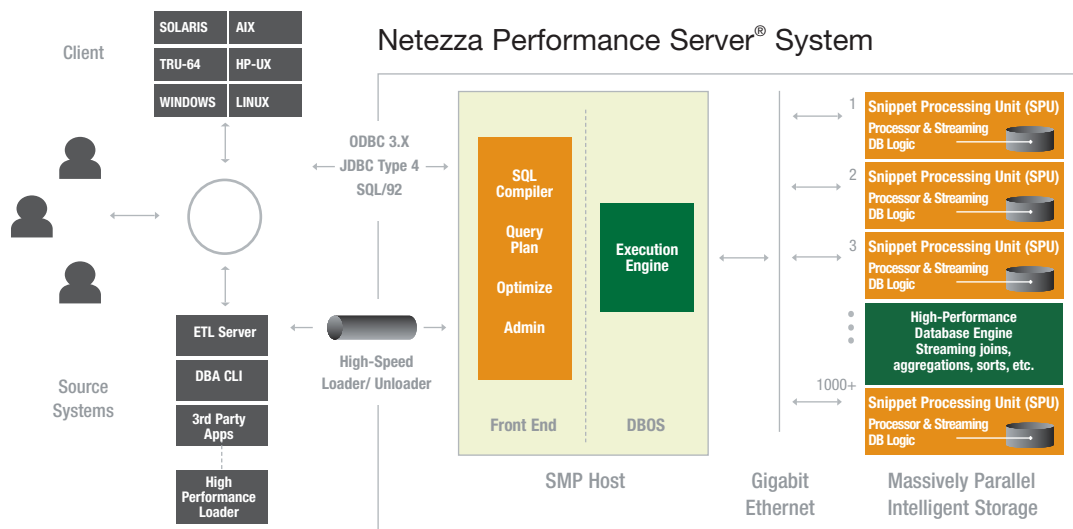 Client
SOLARIS
AIX
TRU-64
HP-UX
WINDOWS
LINUX
Netezza Performance Server® System
ODBC 3.X
JDBC Type 4
SQL/92
SQL
Compiler
Query
Plan
Optimize
Admin
Execution
Engine
Front End
DBOS
SMP Host
1
Snippet Processing Unit (SPU)
Processor & Streaming
DB Logic
2
Snippet Processing Unit (SPU)
Processor & Streaming
DB Logic
3
Snippet Processing Unit (SPU)
Processor & Streaming
DB Logic
High-Performance
Database Engine
Streaming joins,
aggregations, sorts, etc.
1000+
Snippet Processing Unit (SPU)
Processor & Streaming
DB Logic
Gigabit
Ethernet
Massively Parallel
Intelligent Storage
High-Speed
Loader/ Unloader
Source
Systems
ETL Server
DBA CLI
3rd Party
Apps
High
Performance
Loader